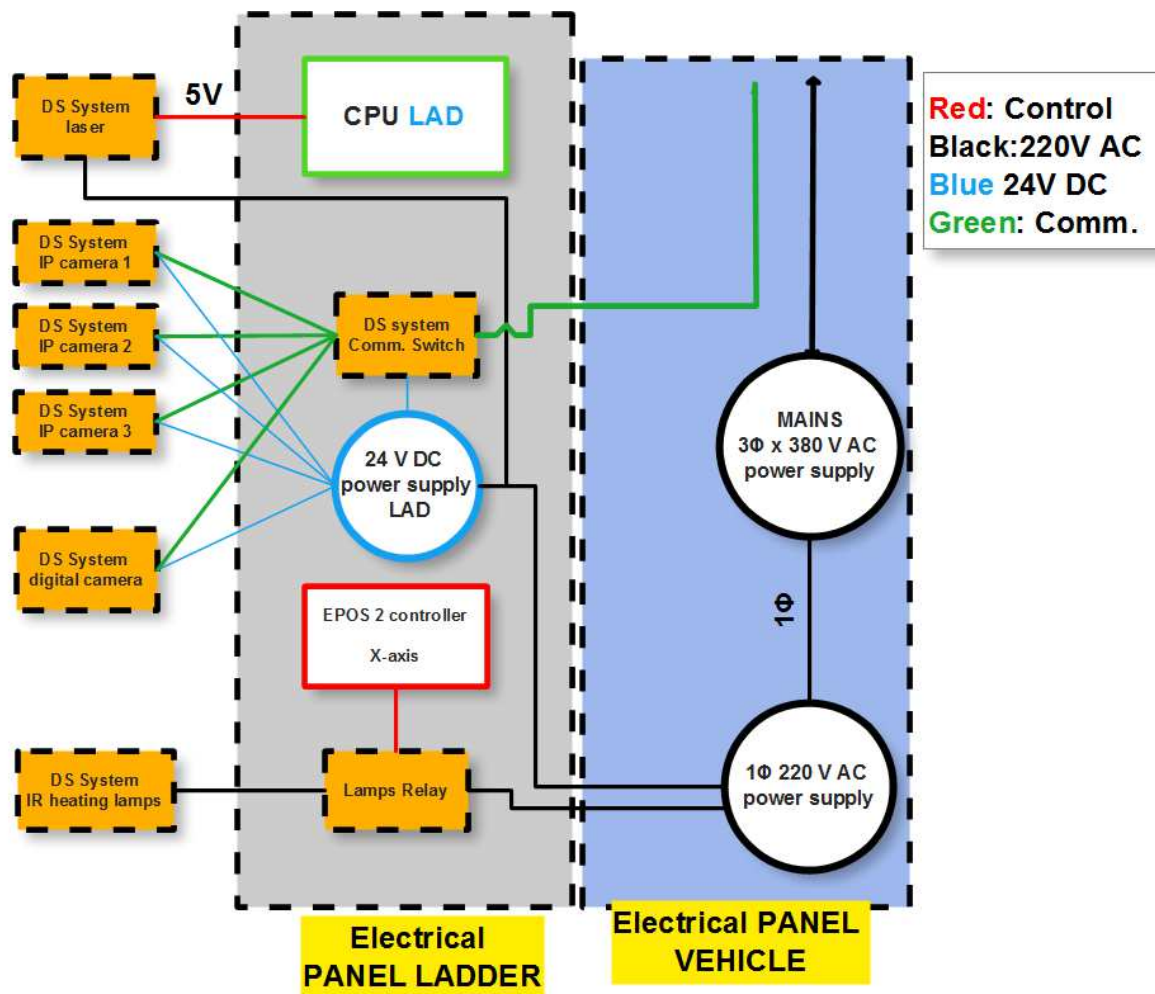 DS System
laser
5V
CPU LAD
Red: Control
Black:220V AC
Blue 24V DC
Green: Comm.
DS System
IP camera 1
DS System
IP camera 2
DS System
IP camera 3
DS system
Comm. Switch
24 V DC
power supply
LAD
MAINS
3Φ x 380 V AC
power supply
DS System
digital camera
EPOS 2 controller
X-axis
1Φ
DS System
IR heating lamps
Lamps Relay
1Φ 220 V AC
power supply
Electrical
PANEL LADDER
Electrical PANEL
VEHICLE